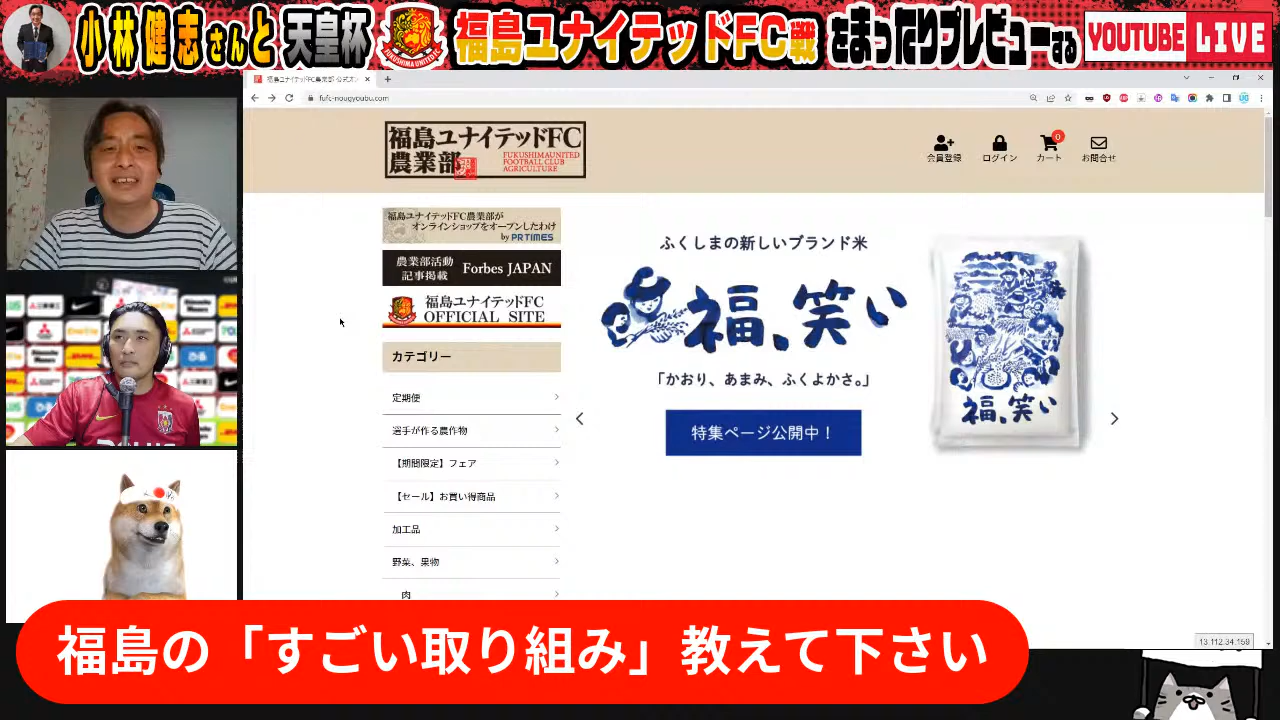 小林健志さんと天皇杯 福島ユナイテッドFC戦をまったりプレビューする YOUTUBE LIVE
fufc-nougyoubu.com
福島ユナイテッドFC
農業部
FUKUSHIMA UNITED
FOOTBALL CLUB
AGRICULTURE
0
会員登録
ログイン
カート
お問合せ
福島ユナイテッドFC農業部が
オンラインショップをオープンしたわけ
by PRTIMES
農業部活動
記事掲載
Forbes JAPAN
福島ユナイテッドFC
OFFICIAL SITE
カテゴリー
定期便
選手が作る農作物
【期間限定】フェア
【セール】お買い得商品
加工品
野菜、果物
肉
ふくしまの新しいブランド米
福、笑い
「かおり、あまみ、ふくよかさ。」
特集ページ公開中！
福、笑い
13.112.34.159
福島の「すごい取り組み」教えて下さい